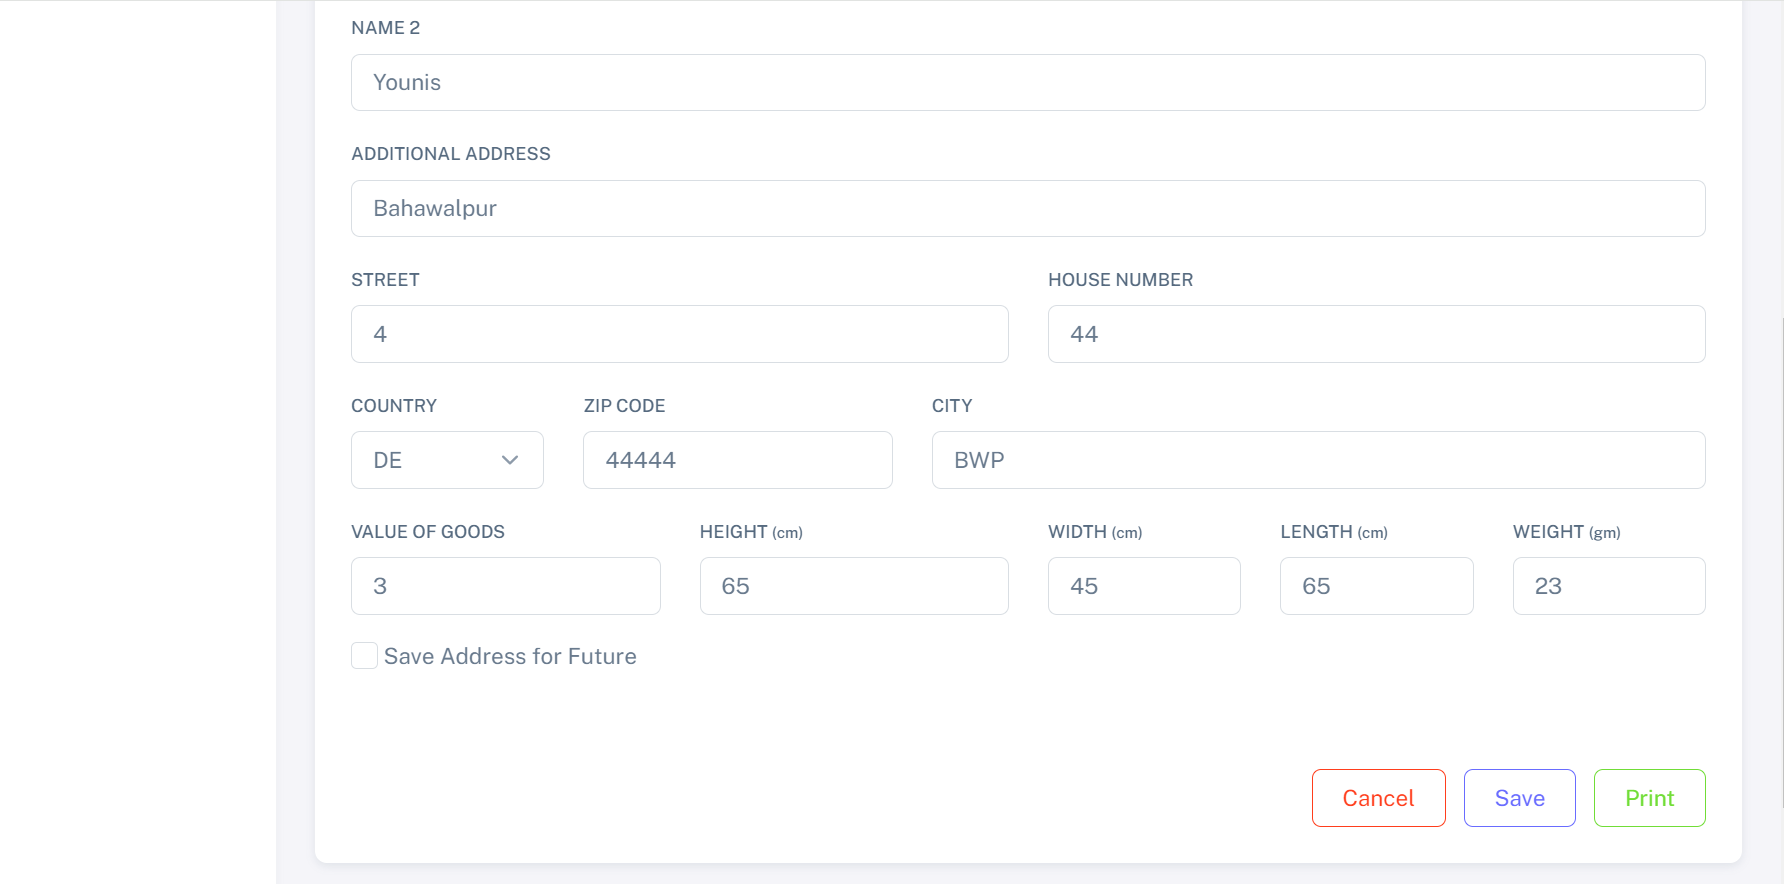 NAME 2
Younis
ADDITIONAL ADDRESS
Bahawalpur
STREET HOUSE NUMBER
4 44
COUNTRY ZIP CODE CITY
DE 44444 BWP
VALUE OF GOODS HEIGHT (cm) WIDTH (cm) LENGTH (cm) WEIGHT (gm)
3 65 45 65 23
Save Address for Future
Cancel Save Print